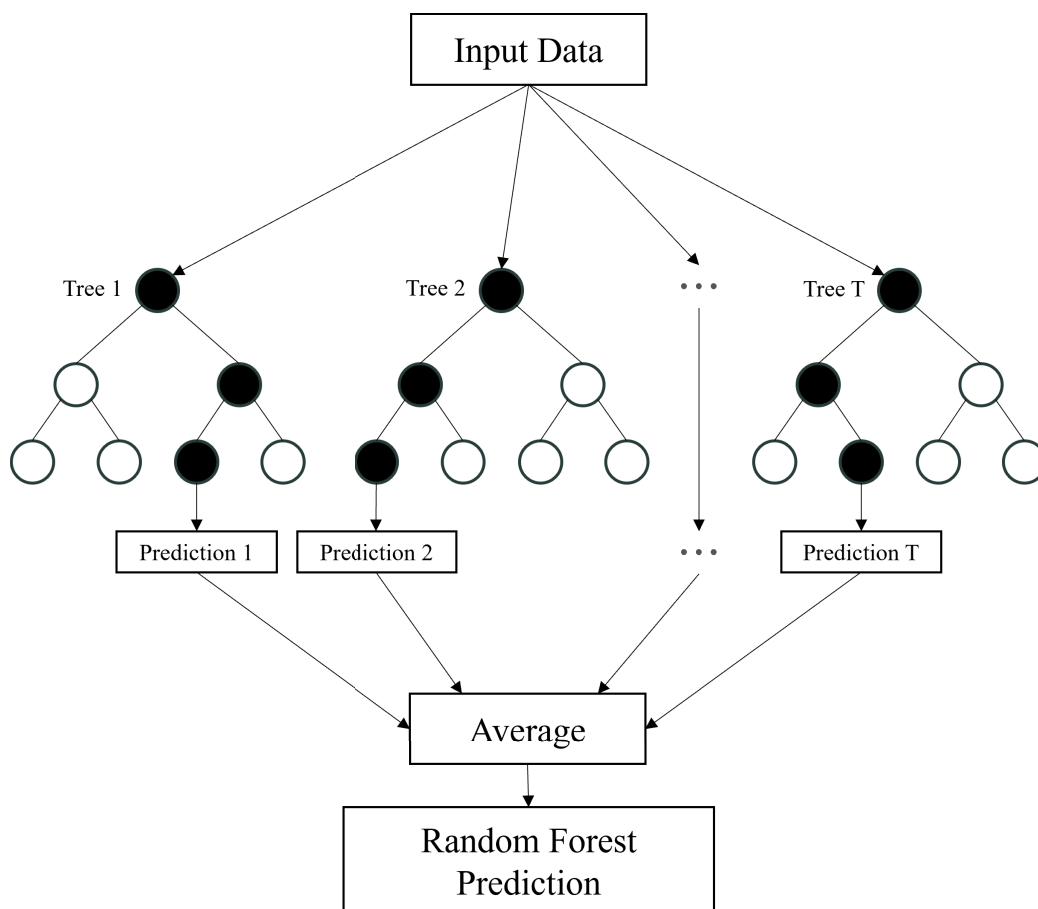 Input Data
Tree 1
Tree 2
...
Tree T
Prediction 1
Prediction 2
...
Prediction T
Average
Random Forest
Prediction